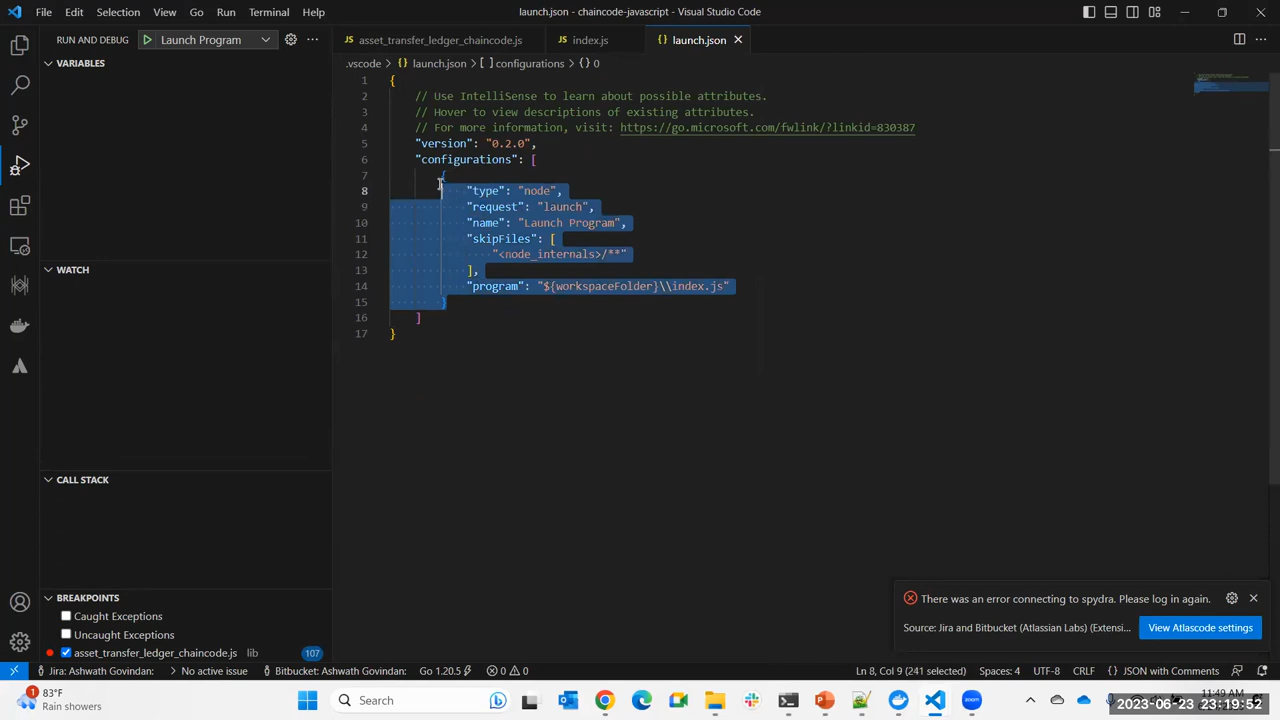 File Edit Selection View Go Run Terminal Help
launch.json - chaincode-javascript - Visual Studio Code
RUN AND DEBUG Launch Program
asset_transfer_ledger_chaincode.js index.js launch.json
.vscode > launch.json > [ ] configurations > {} 0
VARIABLES
WATCH
CALL STACK
BREAKPOINTS
Caught Exceptions
Uncaught Exceptions
asset_transfer_ledger_chaincode.js lib 107
1 {
2 // Use IntelliSense to learn about possible attributes.
3 // Hover to view descriptions of existing attributes.
4 // For more information, visit: https://go.microsoft.com/fwlink/?linkid=830387
5 "version": "0.2.0",
6 "configurations": [
7 {
8 "type": "node",
9 "request": "launch",
10 "name": "Launch Program",
11 "skipFiles": [
12 "<node_internals>/**"
13 ],
14 "program": "${workspaceFolder}\\index.js"
15 }
16 ]
17 }
There was an error connecting to spydra. Please log in again.
Source: Jira and Bitbucket (Atlassian Labs) (Extensi... View Atlascode settings
Jira: Ashwath Govindan: No active issue Bitbucket: Ashwath Govindan: Go 1.20.5 0 0 Ln 8, Col 9 (241 selected) Spaces: 4 UTF-8 CRLF {} JSON with Comments
1
83°F
Rain showers
Search
11:49 AM
2023-06-23 23:19:52